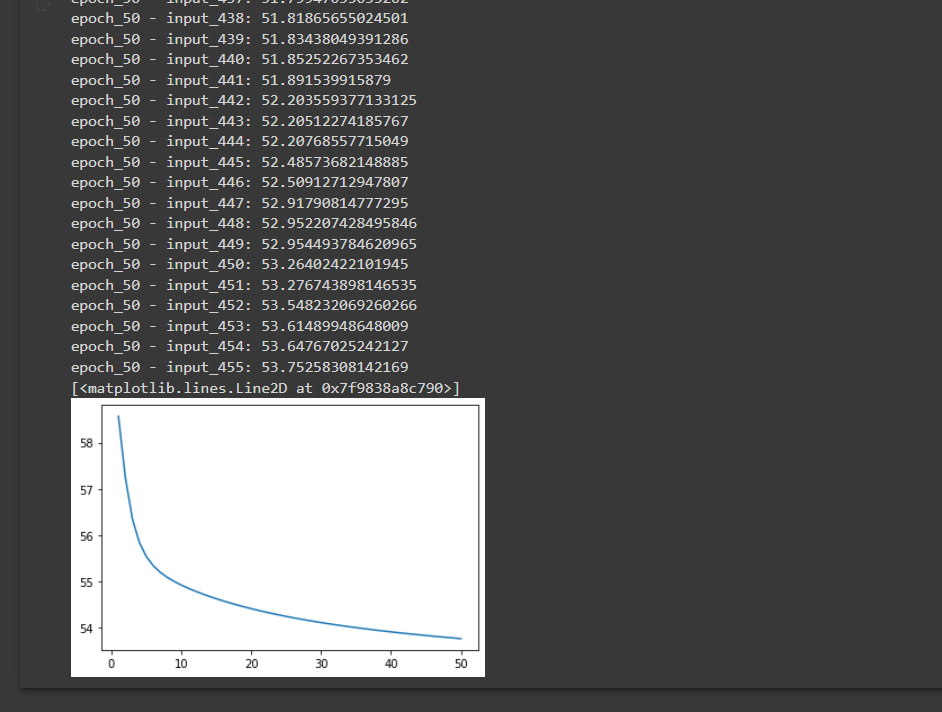 epoch_50 - input_438: 51.81865655024501
epoch_50 - input_439: 51.83438049391286
epoch_50 - input_440: 51.85252267353462
epoch_50 - input_441: 51.891539915879
epoch_50 - input_442: 52.203559377133125
epoch_50 - input_443: 52.20512274185767
epoch_50 - input_444: 52.20768557715049
epoch_50 - input_445: 52.48573682148885
epoch_50 - input_446: 52.50912712947807
epoch_50 - input_447: 52.91790814777295
epoch_50 - input_448: 52.952207428495846
epoch_50 - input_449: 52.954493784620965
epoch_50 - input_450: 53.26402422101945
epoch_50 - input_451: 53.276743898146535
epoch_50 - input_452: 53.548232069260266
epoch_50 - input_453: 53.61489948648009
epoch_50 - input_454: 53.64767025242127
epoch_50 - input_455: 53.75258308142169
[<matplotlib.lines.Line2D at 0x7f9838a8c790>]
58
57
56
55
54
0 10 20 30 40 50